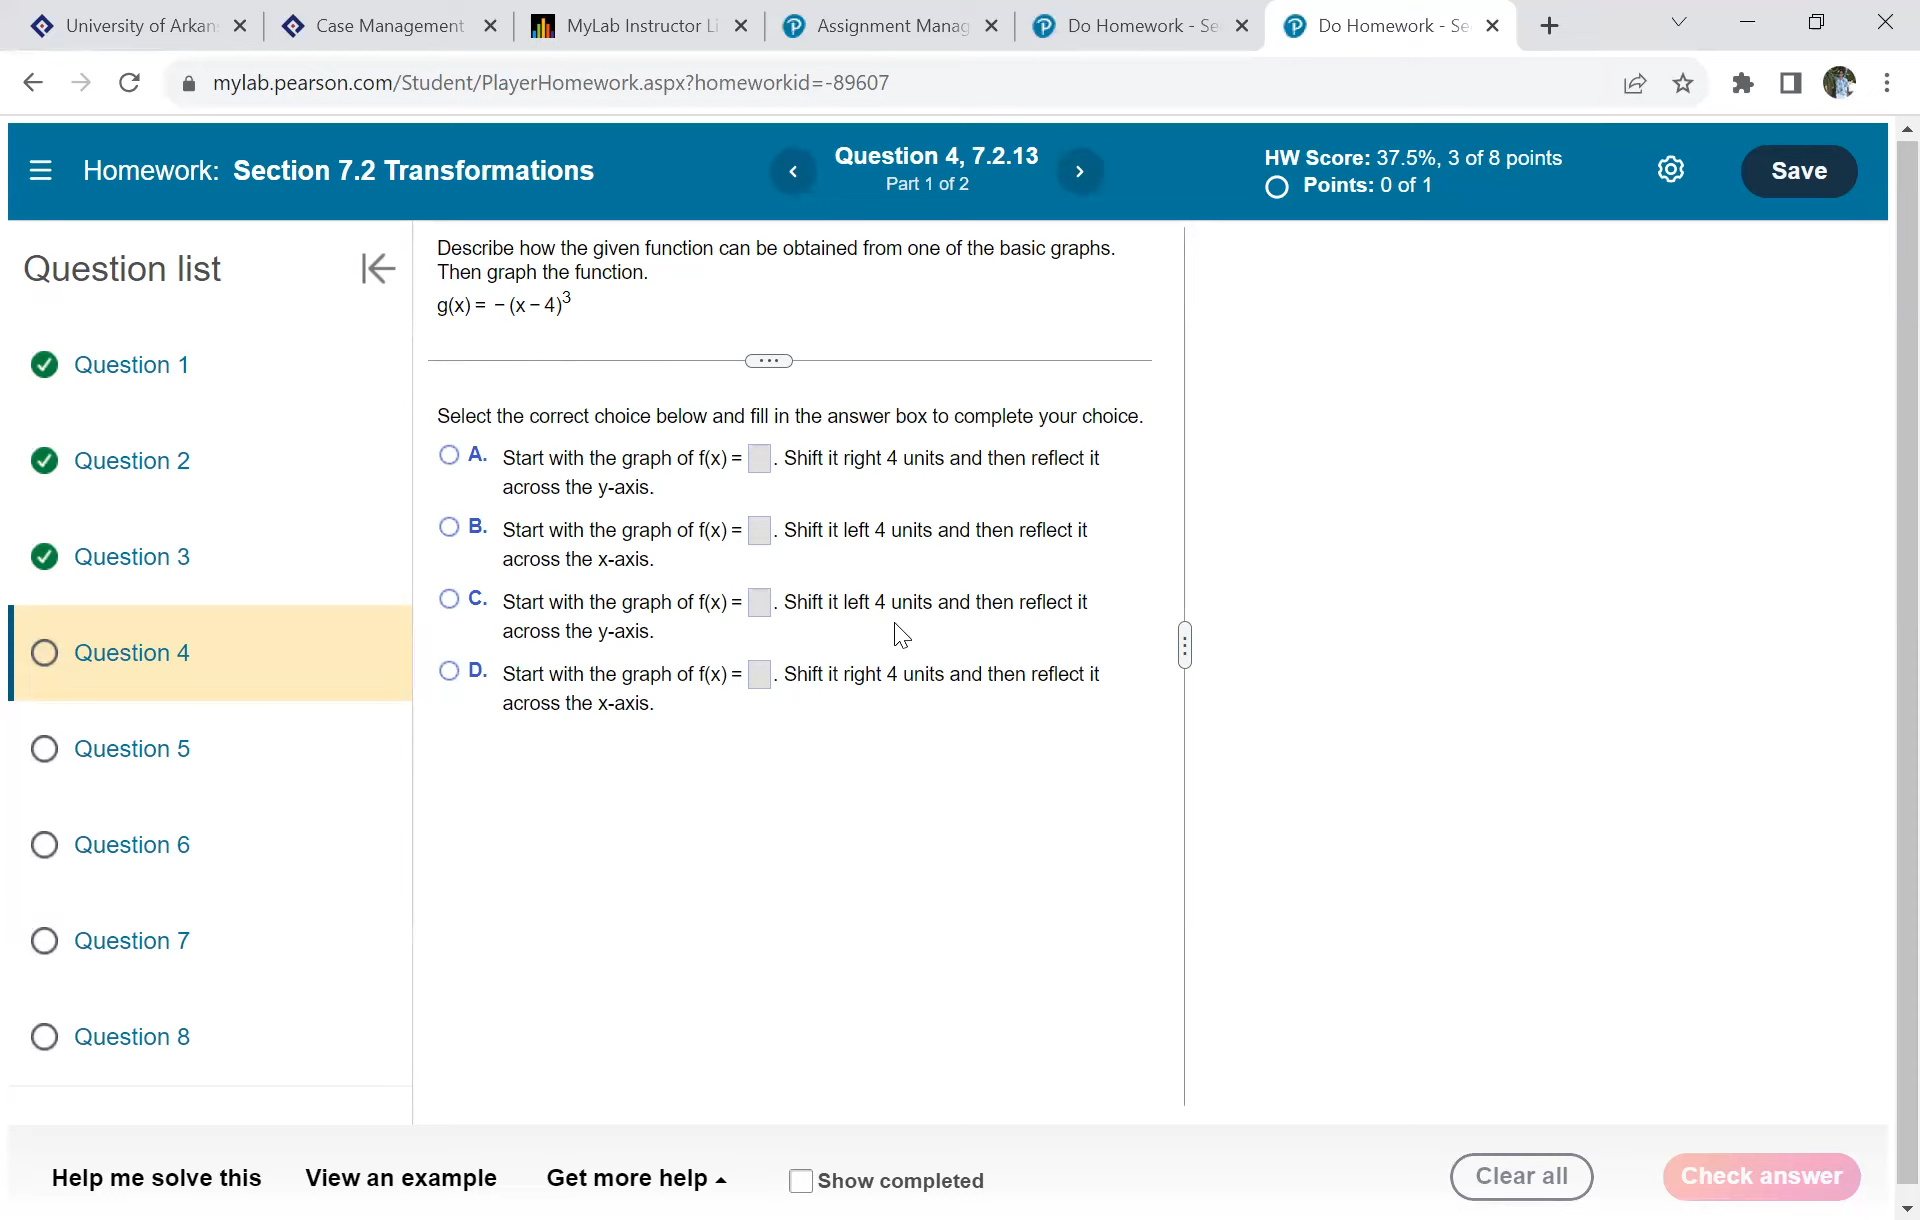 University of Arkan
Case Management
MyLab Instructor Li
Assignment Manag
Do Homework - Se
Do Homework - Se
mylab.pearson.com/Student/PlayerHomework.aspx?homeworkid=-89607
Homework: Section 7.2 Transformations
Question 4, 7.2.13
Part 1 of 2
HW Score: 37.5%, 3 of 8 points
Points: 0 of 1
Save
Question list
Question 1
Question 2
Question 3
Question 4
Question 5
Question 6
Question 7
Question 8
Describe how the given function can be obtained from one of the basic graphs.
Then graph the function.
g(x) = − (x − 4)³
Select the correct choice below and fill in the answer box to complete your choice.
A. Start with the graph of f(x) = . Shift it right 4 units and then reflect it
across the y-axis.
B. Start with the graph of f(x) = . Shift it left 4 units and then reflect it
across the x-axis.
C. Start with the graph of f(x) = . Shift it left 4 units and then reflect it
across the y-axis.
D. Start with the graph of f(x) = . Shift it right 4 units and then reflect it
across the x-axis.
Help me solve this
View an example
Get more help
Show completed
Clear all
Check answer